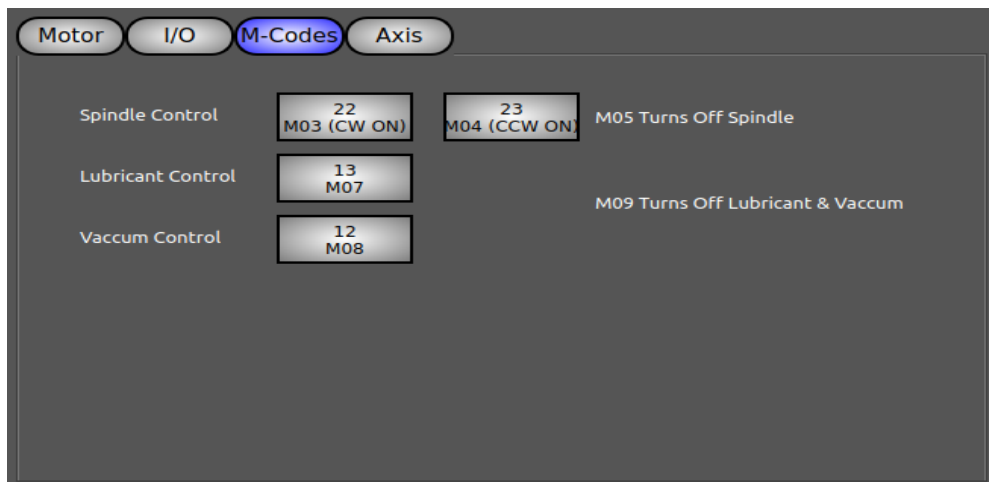 Motor I/O M-Codes Axis
Spindle Control
22
M03 (CW ON)
23
M04 (CCW ON)
M05 Turns Off Spindle
Lubricant Control
13
M07
M09 Turns Off Lubricant & Vaccum
Vaccum Control
12
M08